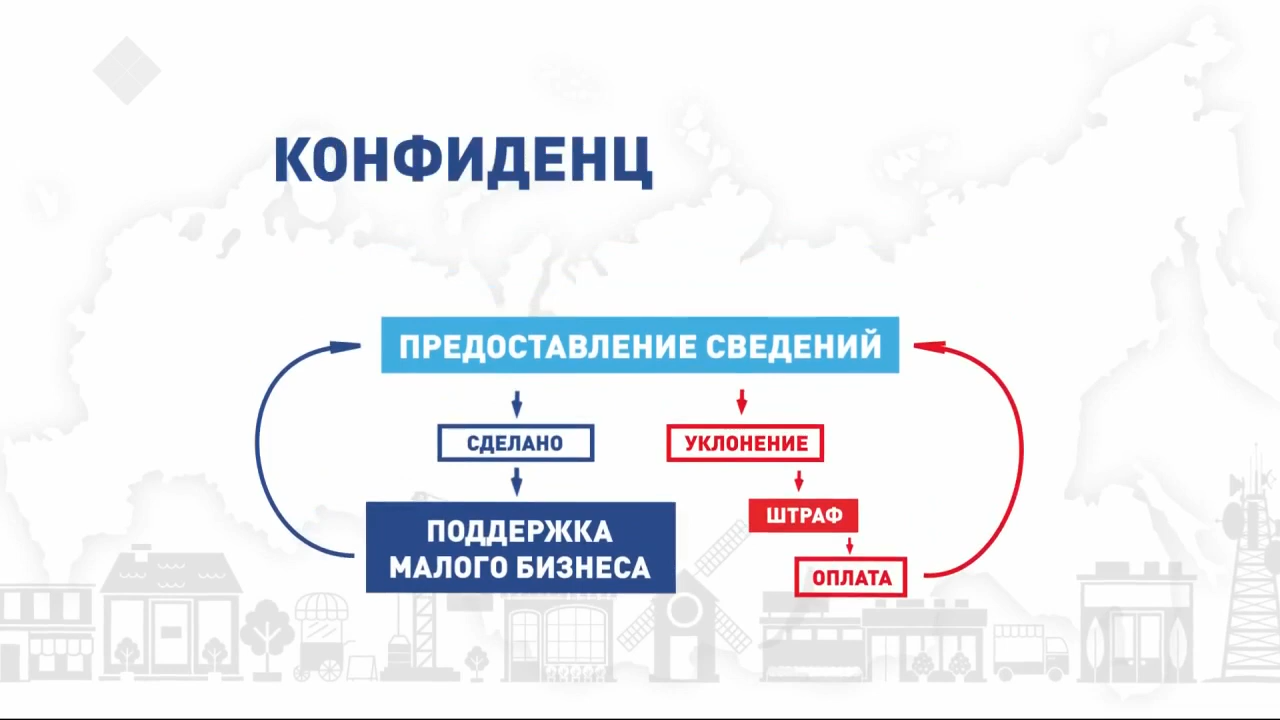 КОНФИДЕНЦ
ПРЕДОСТАВЛЕНИЕ СВЕДЕНИЙ
СДЕЛАНО
УКЛОНЕНИЕ
ШТРАФ
ПОДДЕРЖКА
МАЛОГО БИЗНЕСА
ОПЛАТА